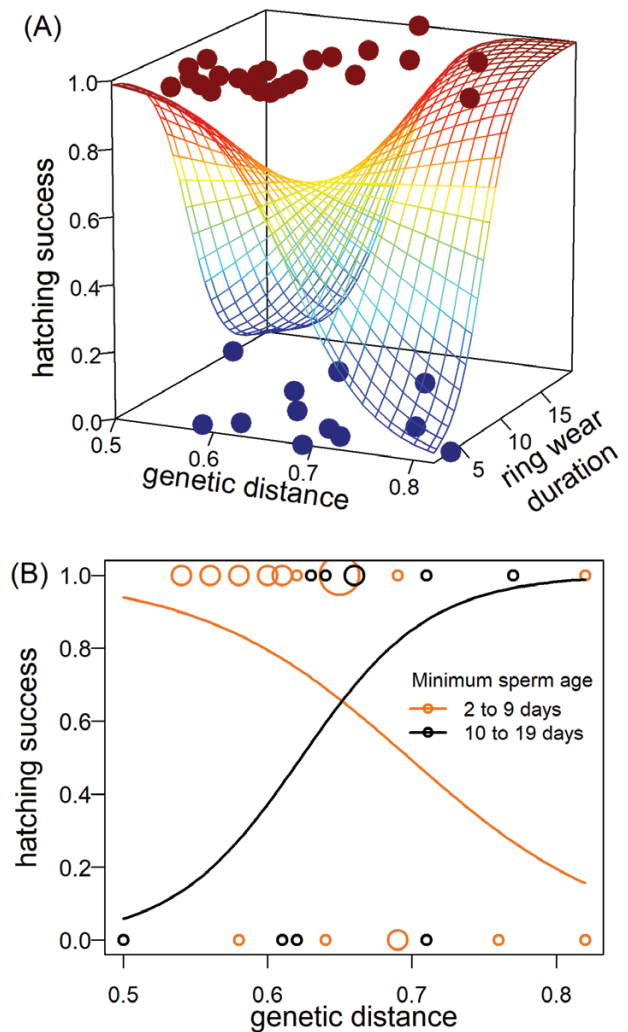 (A)
1.0
0.8
0.6
0.4
0.2
0.0
hatching success
0.5
0.6
0.7
0.8
genetic distance
5
10
15
ring wear
duration
(B)
1.0
0.8
0.6
0.4
0.2
0.0
hatching success
Minimum sperm age
2 to 9 days
10 to 19 days
0.5
0.6
0.7
0.8
genetic distance